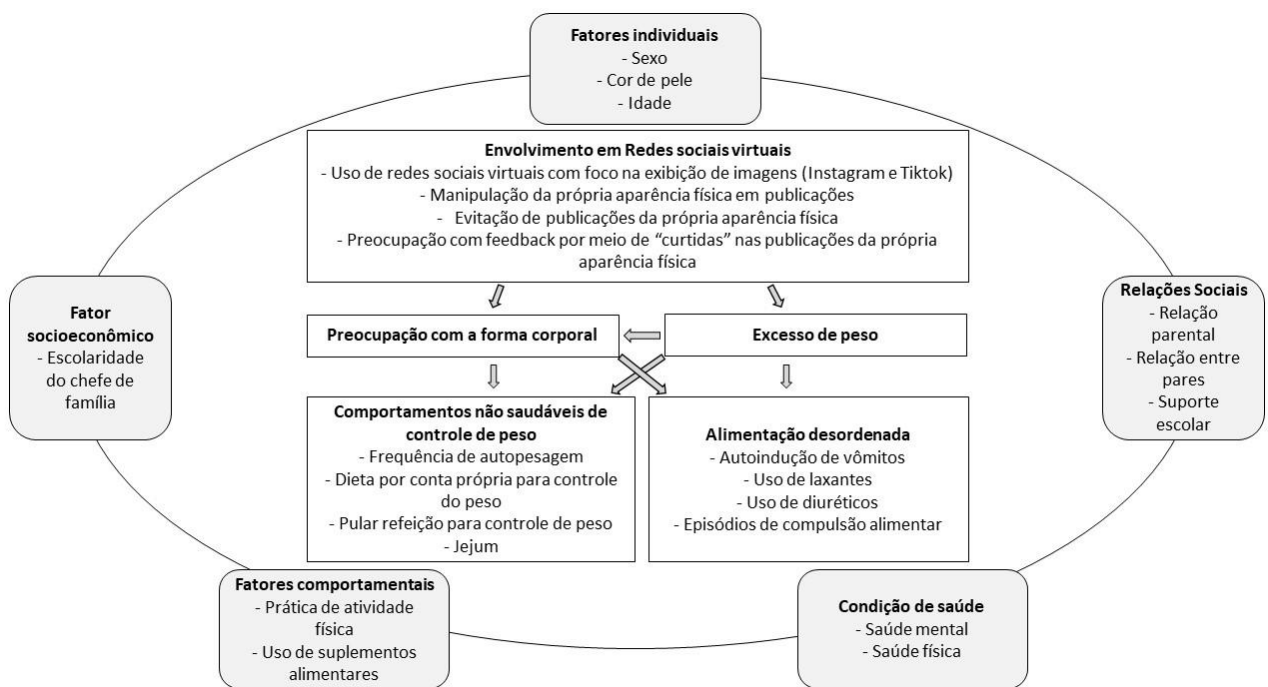 Fatores individuais
- Sexo
- Cor de pele
- Idade
Envolvimento em Redes sociais virtuais
- Uso de redes sociais virtuais com foco na exibição de imagens (Instagram e Tiktok)
- Manipulação da própria aparência física em publicações
- Evitação de publicações da própria aparência física
- Preocupação com feedback por meio de “curtidas” nas publicações da própria
aparência física
Fator
socioeconômico
- Escolaridade
do chefe de
família
Preocupação com a forma corporal
Excesso de peso
Relações Sociais
- Relação
parental
- Relação entre
pares
- Suporte
escolar
Comportamentos não saudáveis de
controle de peso
- Frequência de autopesagem
- Dieta por conta própria para controle
do peso
- Pular refeição para controle de peso
- Jejum
Alimentação desordenada
- Autoindução de vômitos
- Uso de laxantes
- Uso de diuréticos
- Episódios de compulsão alimentar
Fatores comportamentais
- Prática de atividade
física
- Uso de suplementos
alimentares
Condição de saúde
- Saúde mental
- Saúde física